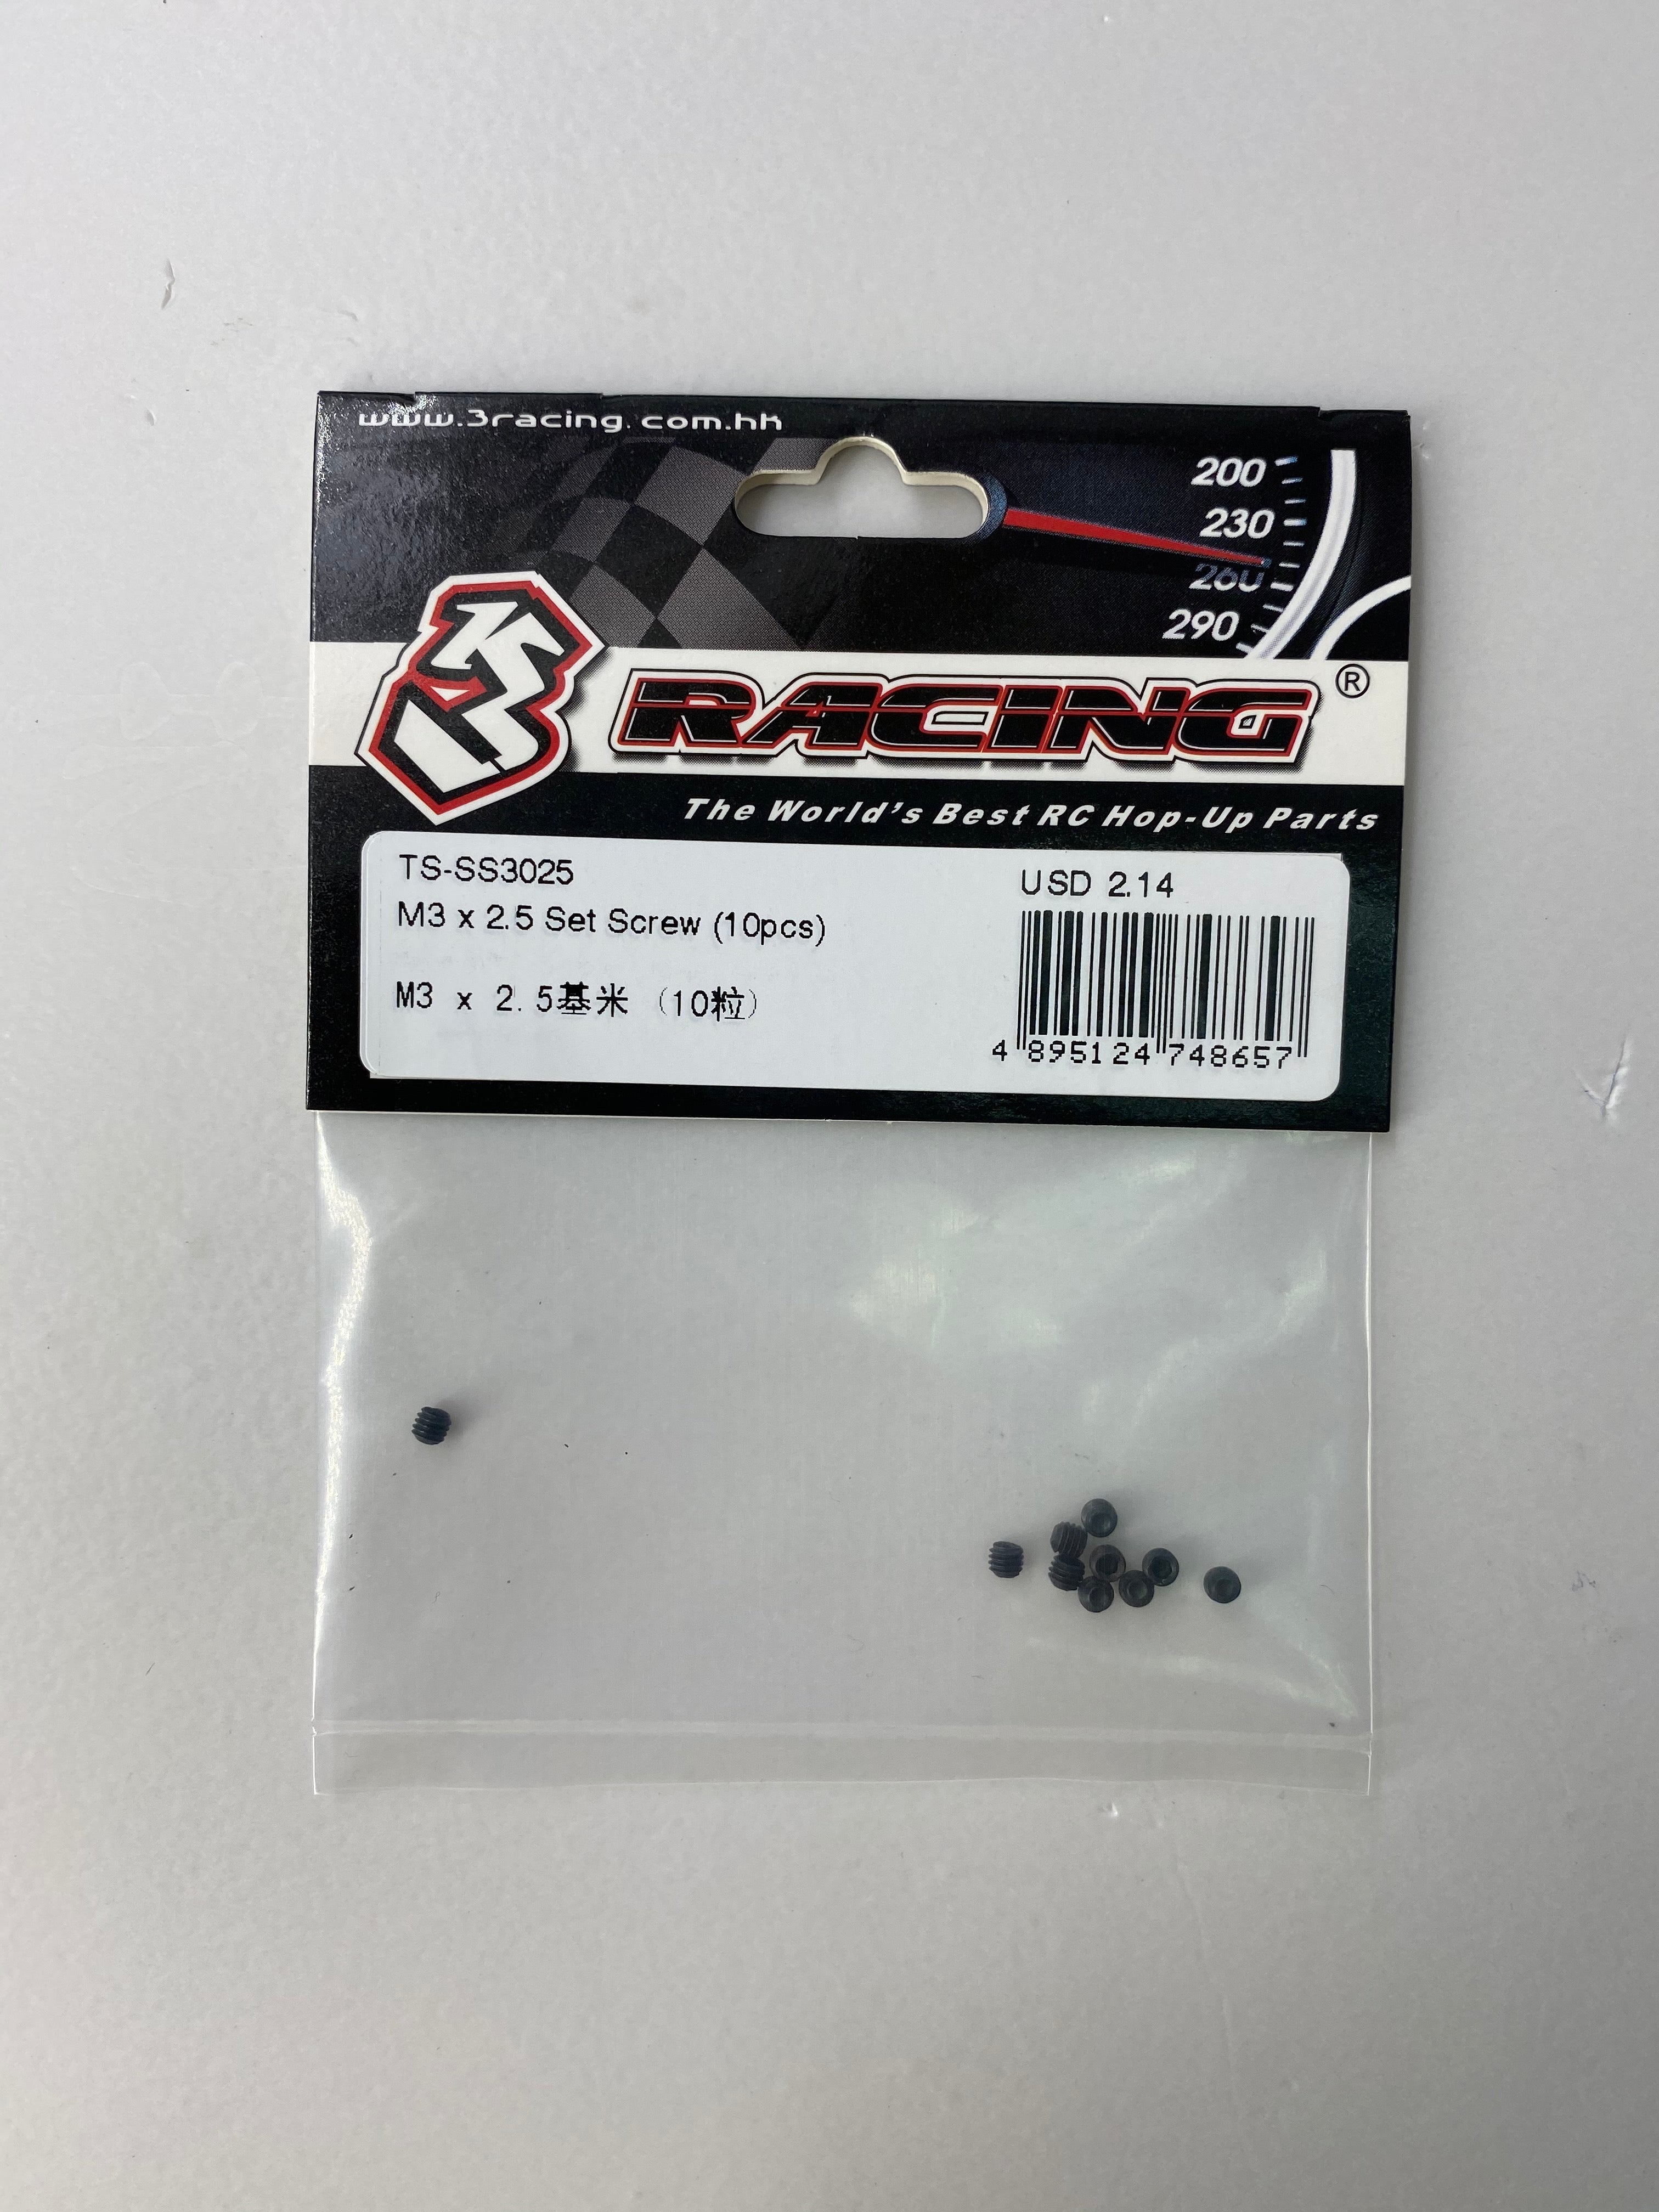 www.3racing.com.hk
200
230
260
290
3RACING®
The World's Best RC Hop-Up Parts
TS-SS3025
USD 2.14
M3 x 2.5 Set Screw (10pcs)
M3 x 2.5基米 (10粒)
4 895124 748657